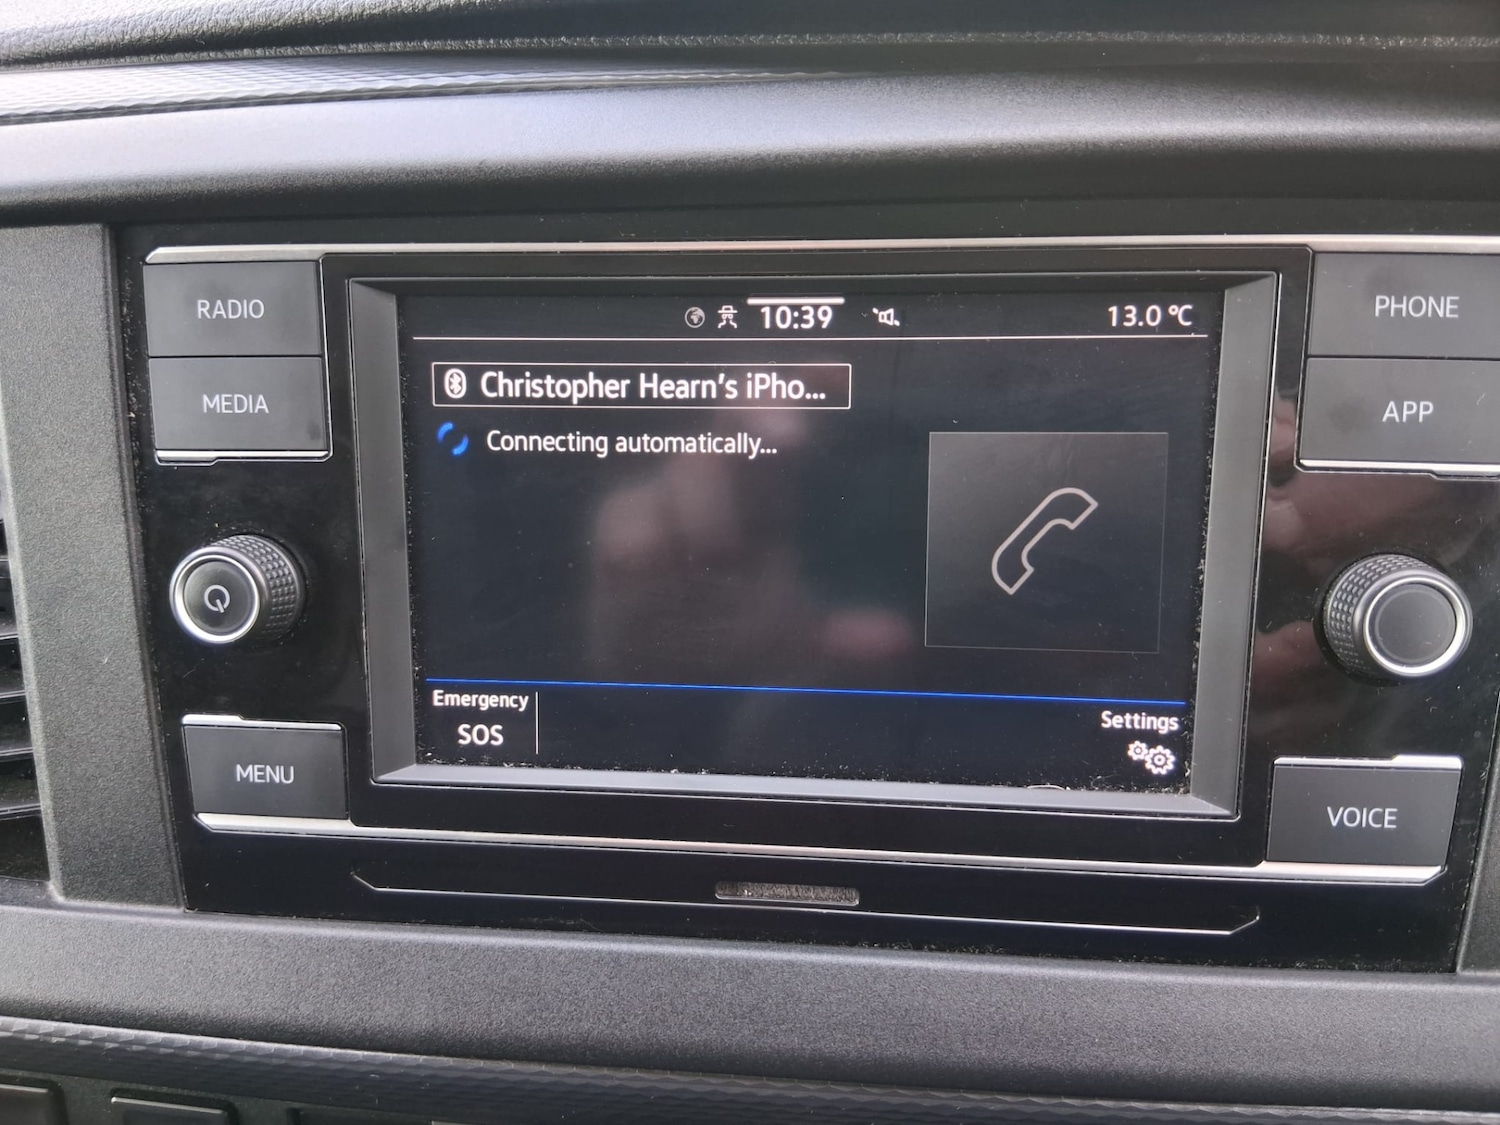 RADIO
MEDIA
MENU
10:39
13.0 °C
Christopher Hearn's iPho...
Connecting automatically...
Emergency
SOS
Settings
PHONE
APP
VOICE